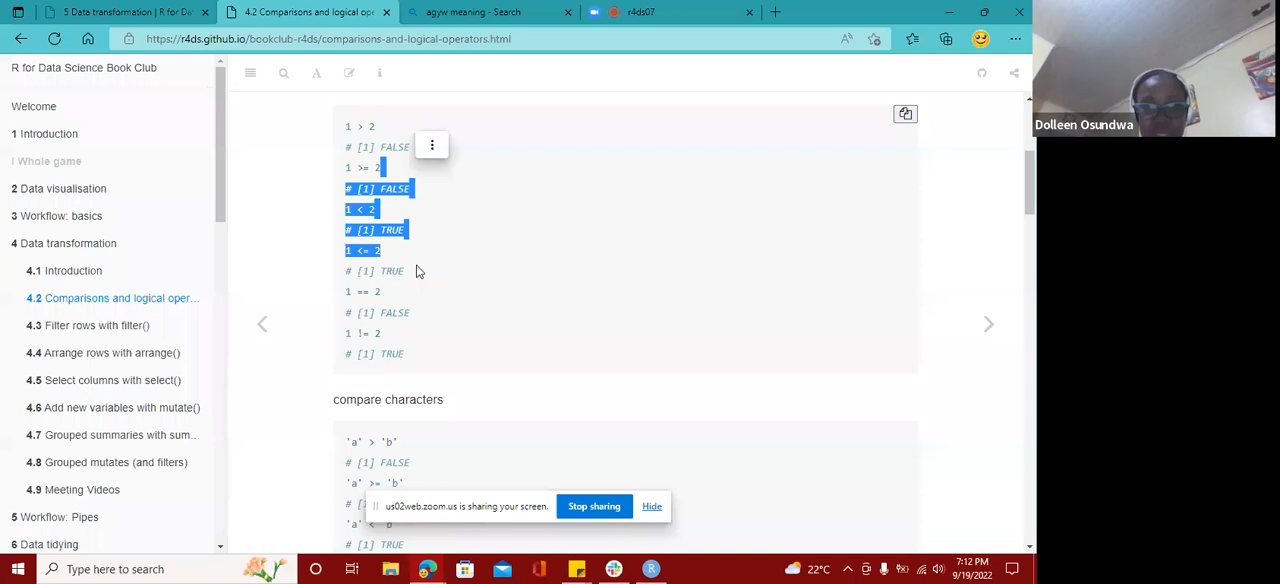 5 Data transformation | R for Da
4.2 Comparisons and logical ope
agyw meaning - Search
r4ds07
https://r4ds.github.io/bookclub-r4ds/comparisons-and-logical-operators.html
R for Data Science Book Club
Welcome
1 Introduction
I Whole game
2 Data visualisation
3 Workflow: basics
4 Data transformation
4.1 Introduction
4.2 Comparisons and logical oper...
4.3 Filter rows with filter()
4.4 Arrange rows with arrange()
4.5 Select columns with select()
4.6 Add new variables with mutate()
4.7 Grouped summaries with sum...
4.8 Grouped mutates (and filters)
4.9 Meeting Videos
5 Workflow: Pipes
6 Data tidying
1 > 2
# [1] FALSE
1 >= 2
# [1] FALSE
1 < 2
# [1] TRUE
1 <= 2
# [1] TRUE
1 == 2
# [1] FALSE
1 != 2
# [1] TRUE
compare characters
'a' > 'b'
# [1] FALSE
'a' >= 'b'
# [
'a' < 'b'
# [1] TRUE
us02web.zoom.us is sharing your screen.
Stop sharing
Hide
Dolleen Osundwa
Type here to search
22°C
7:12 PM
9/19/2022